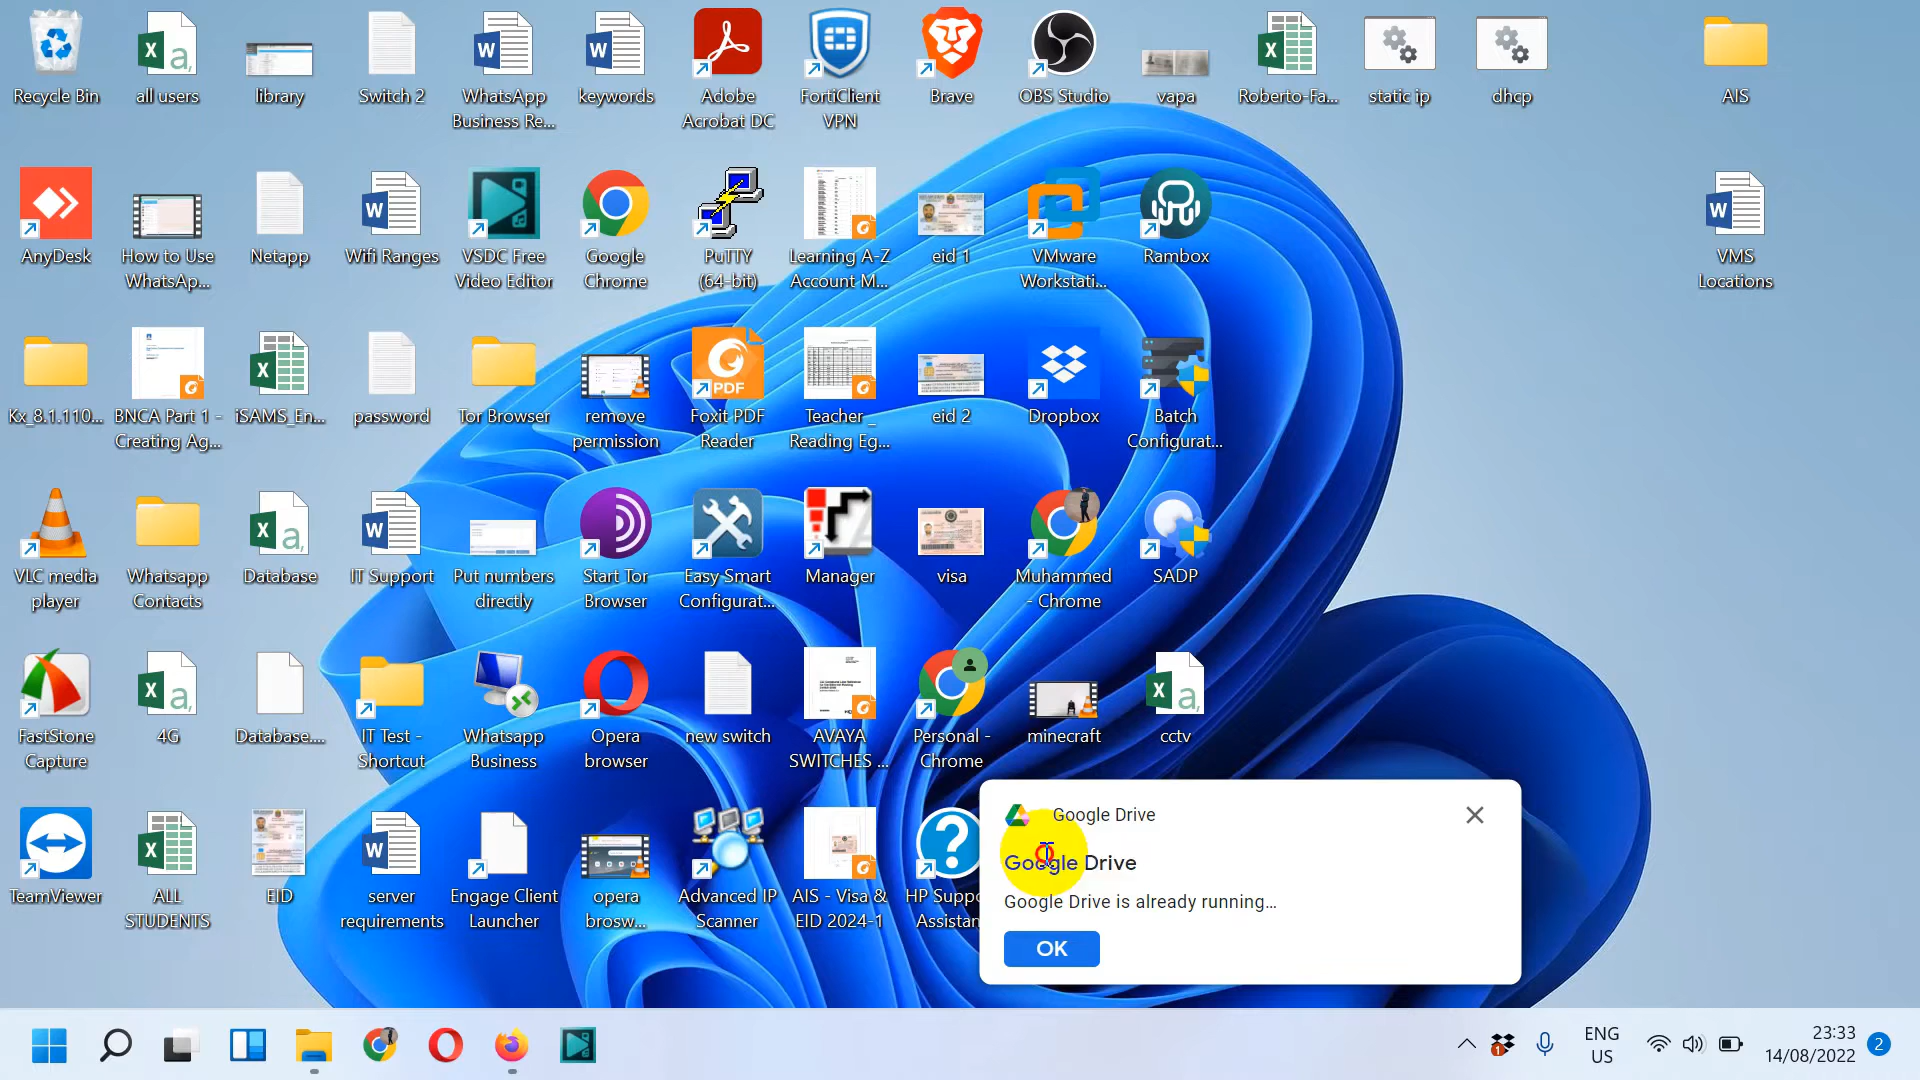 Recycle Bin
all users
library
Switch 2
WhatsApp
Business Re...
keywords
Adobe
Acrobat DC
FortiClient
VPN
Brave
OBS Studio
vapa
Roberto-Fa...
static ip
dhcp
AIS
AnyDesk
How to Use
WhatsAp...
Netapp
Wifi Ranges
VSDC Free
Video Editor
Google
Chrome
PuTTY
(64-bit)
Learning A-Z
Account M...
eid 1
VMware
Workstati...
Rambox
VMS
Locations
Kx_8.1.110...
BNCA Part 1 -
Creating Ag...
iSAMS_En...
password
Tor Browser
remove
permission
PDF
Foxit PDF
Reader
Teacher _
Reading Eg...
eid 2
Dropbox
Batch
Configurat...
VLC media
player
Whatsapp
Contacts
Database
IT Support
Put numbers
directly
Start Tor
Browser
Easy Smart
Configurat...
Manager
visa
Muhammed
- Chrome
SADP
FastStone
Capture
4G
Database....
IT Test -
Shortcut
Whatsapp
Business
Opera
browser
new switch
AVAYA
SWITCHES ...
Personal -
Chrome
minecraft
cctv
TeamViewer
ALL
STUDENTS
EID
server
requirements
Engage Client
Launcher
opera
brosw...
Advanced IP
Scanner
AIS - Visa &
EID 2024-1
HP Suppo
Assistan
Google Drive
Google Drive
Google Drive is already running...
OK
1
ENG
US
23:33
14/08/2022
2